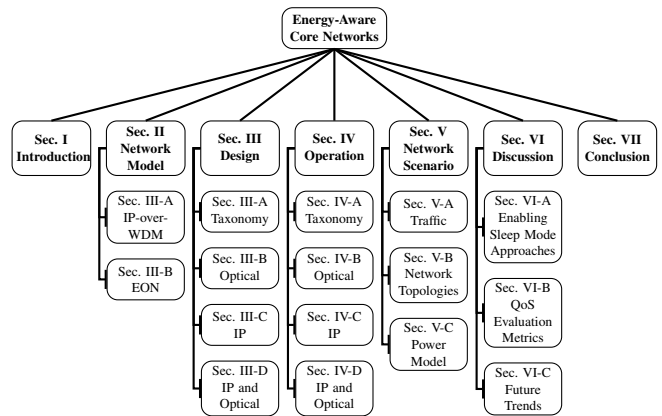 Energy-Aware
Core Networks
Sec. I
Introduction
Sec. II
Network
Model
Sec. III
Design
Sec. IV
Operation
Sec. V
Network
Scenario
Sec. VI
Discussion
Sec. VII
Conclusion
Sec. III-A
IP-over-
WDM
Sec. III-B
EON
Sec. III-A
Taxonomy
Sec. III-B
Optical
Sec. III-C
IP
Sec. III-D
IP and
Optical
Sec. IV-A
Taxonomy
Sec. IV-B
Optical
Sec. IV-C
IP
Sec. IV-D
IP and
Optical
Sec. V-A
Traffic
Sec. V-B
Network
Topologies
Sec. V-C
Power
Model
Sec. VI-A
Enabling
Sleep Mode
Approaches
Sec. VI-B
QoS
Evaluation
Metrics
Sec. VI-C
Future
Trends